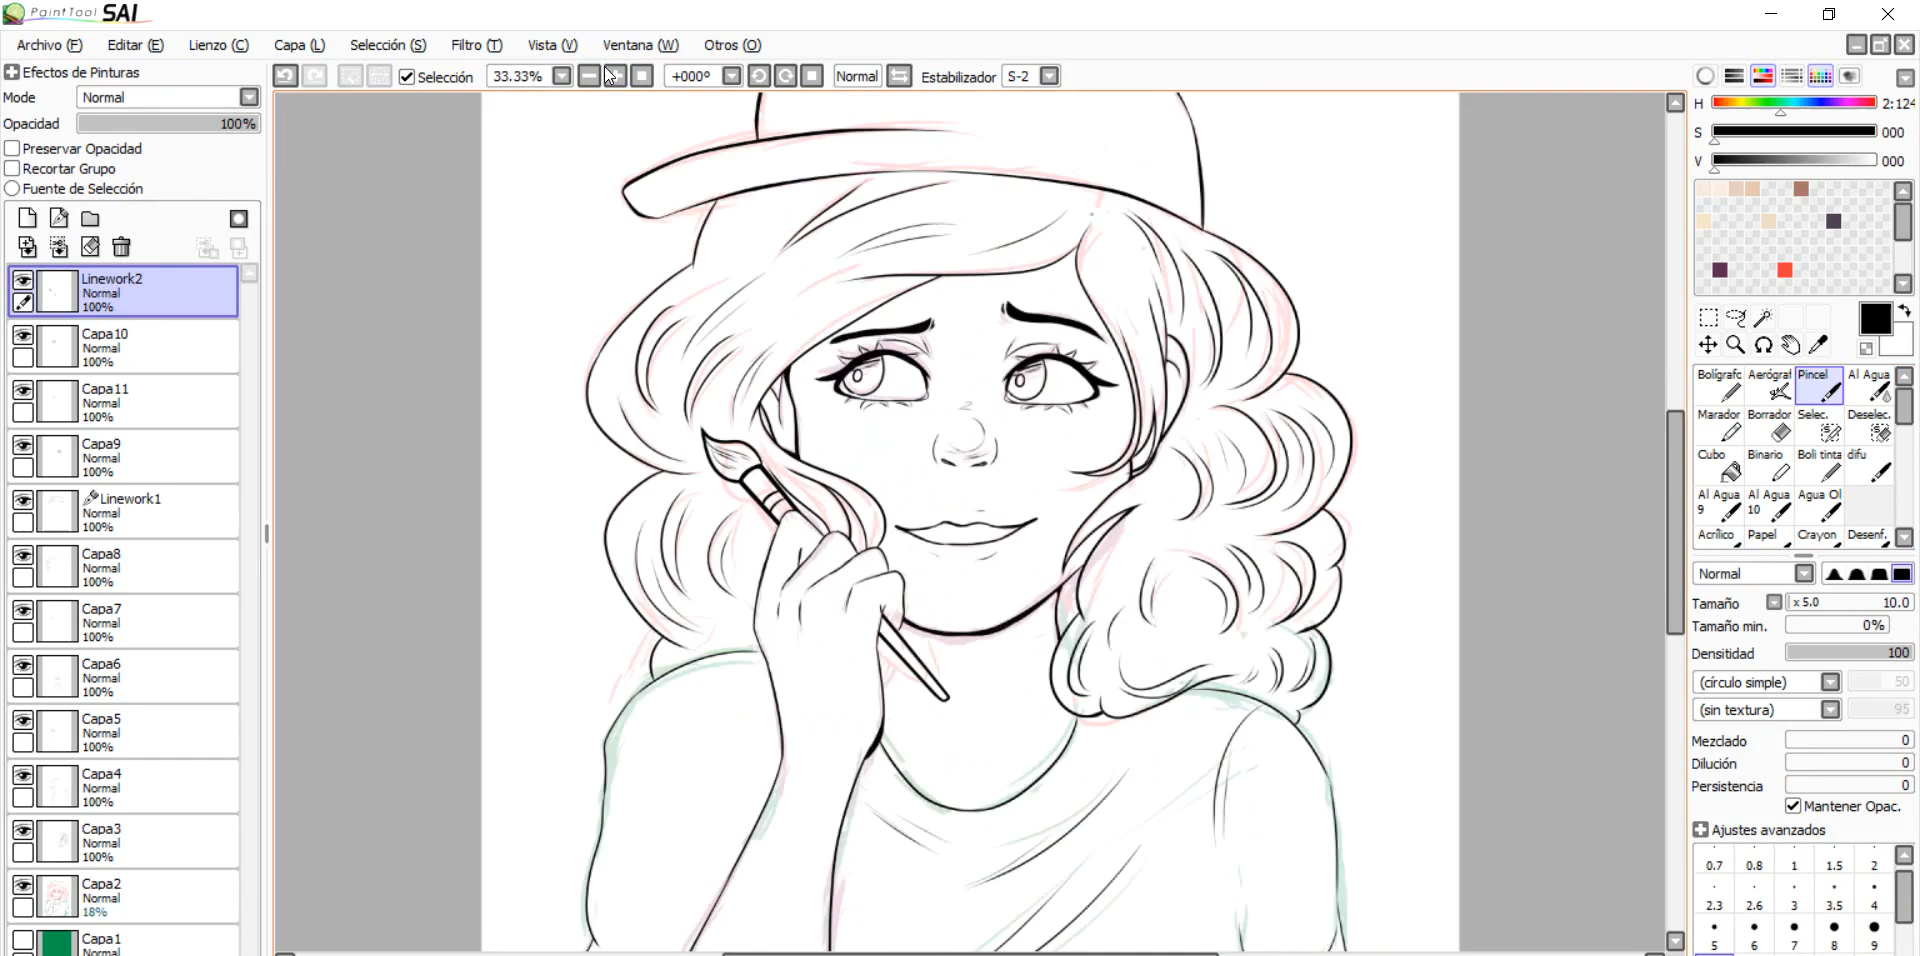 PaintTool SAI
Archivo (F) Editar (E) Lienzo (C) Capa (L) Selección (S) Filtro (T) Vista (V) Ventana (W) Otros (O)
Efectos de Pinturas
Mode Normal
Opacidad 100%
Preservar Opacidad
Recortar Grupo
Fuente de Selección
Selección 33.33% +000º Normal Estabilizador S-2
Linework2
Normal
100%
Capa10
Normal
100%
Capa11
Normal
100%
Capa9
Normal
100%
Linework1
Normal
100%
Capa8
Normal
100%
Capa7
Normal
100%
Capa6
Normal
100%
Capa5
Normal
100%
Capa4
Normal
100%
Capa3
Normal
100%
Capa2
Normal
18%
Capa1
Normal
H 2:124
S 000
V 000
Bolígrafc Aerógraf Pincel Al Agua
Marador Borrador Selec. Deselec.
Cubo Binario Boli tinta difu
Al Agua 9 Al Agua 10 Agua Ol
Acrílico Papel Crayon Desenf.
Normal
Tamaño x 5.0 10.0
Tamaño min. 0%
Densitidad 100
(círculo simple) 50
(sin textura) 95
Mezclado 0
Dilución 0
Persistencia 0
Mantener Opac.
Ajustes avanzados
0.7 0.8 1 1.5 2
2.3 2.6 3 3.5 4
5 6 7 8 9